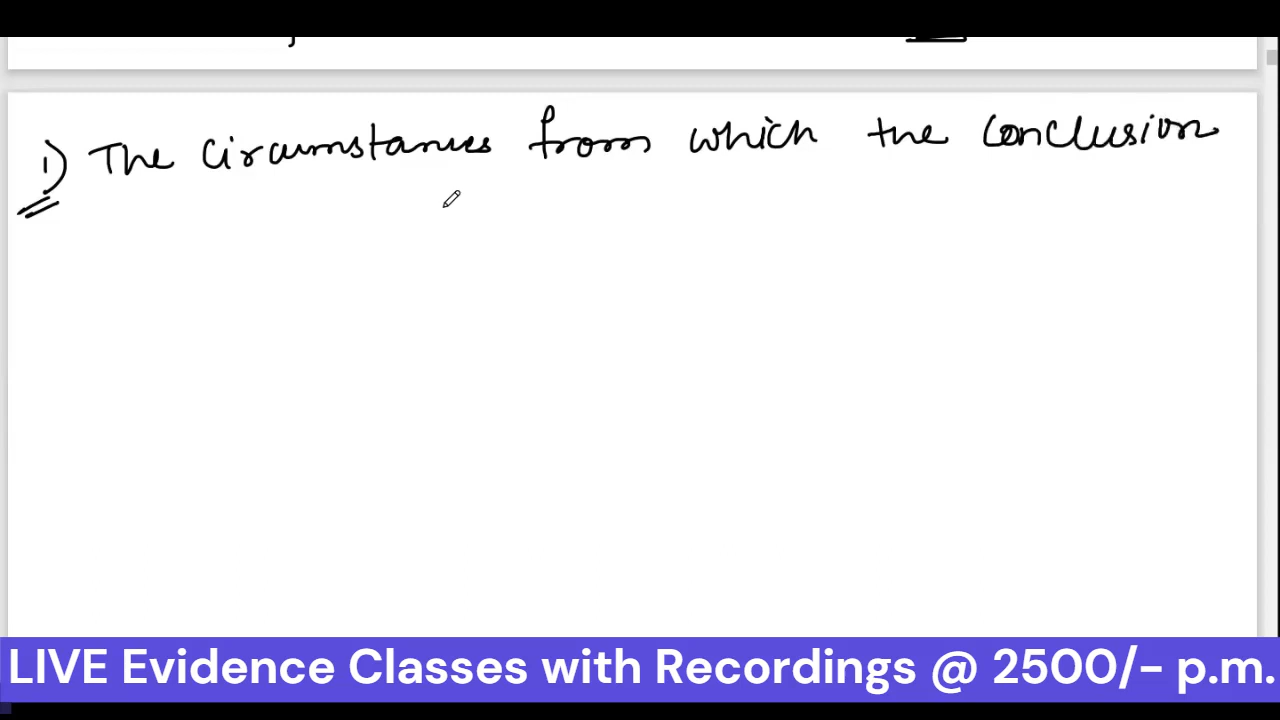 1) The Circumstances from which the Conclusion
LIVE Evidence Classes with Recordings @ 2500/- p.m.